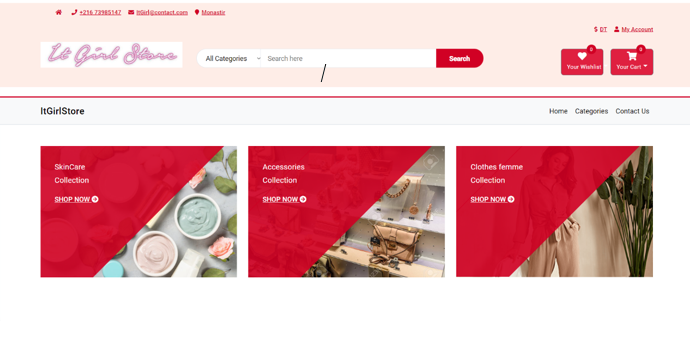 +216 73985147 ItGirl@contact.com Monastir
$ DT My Account
It Girl Store
All Categories Search here Search
0 0
Your Wishlist Your Cart
ItGirlStore
Home Categories Contact Us
SkinCare
Collection
SHOP NOW
Accessories
Collection
SHOP NOW
Clothes femme
Collection
SHOP NOW